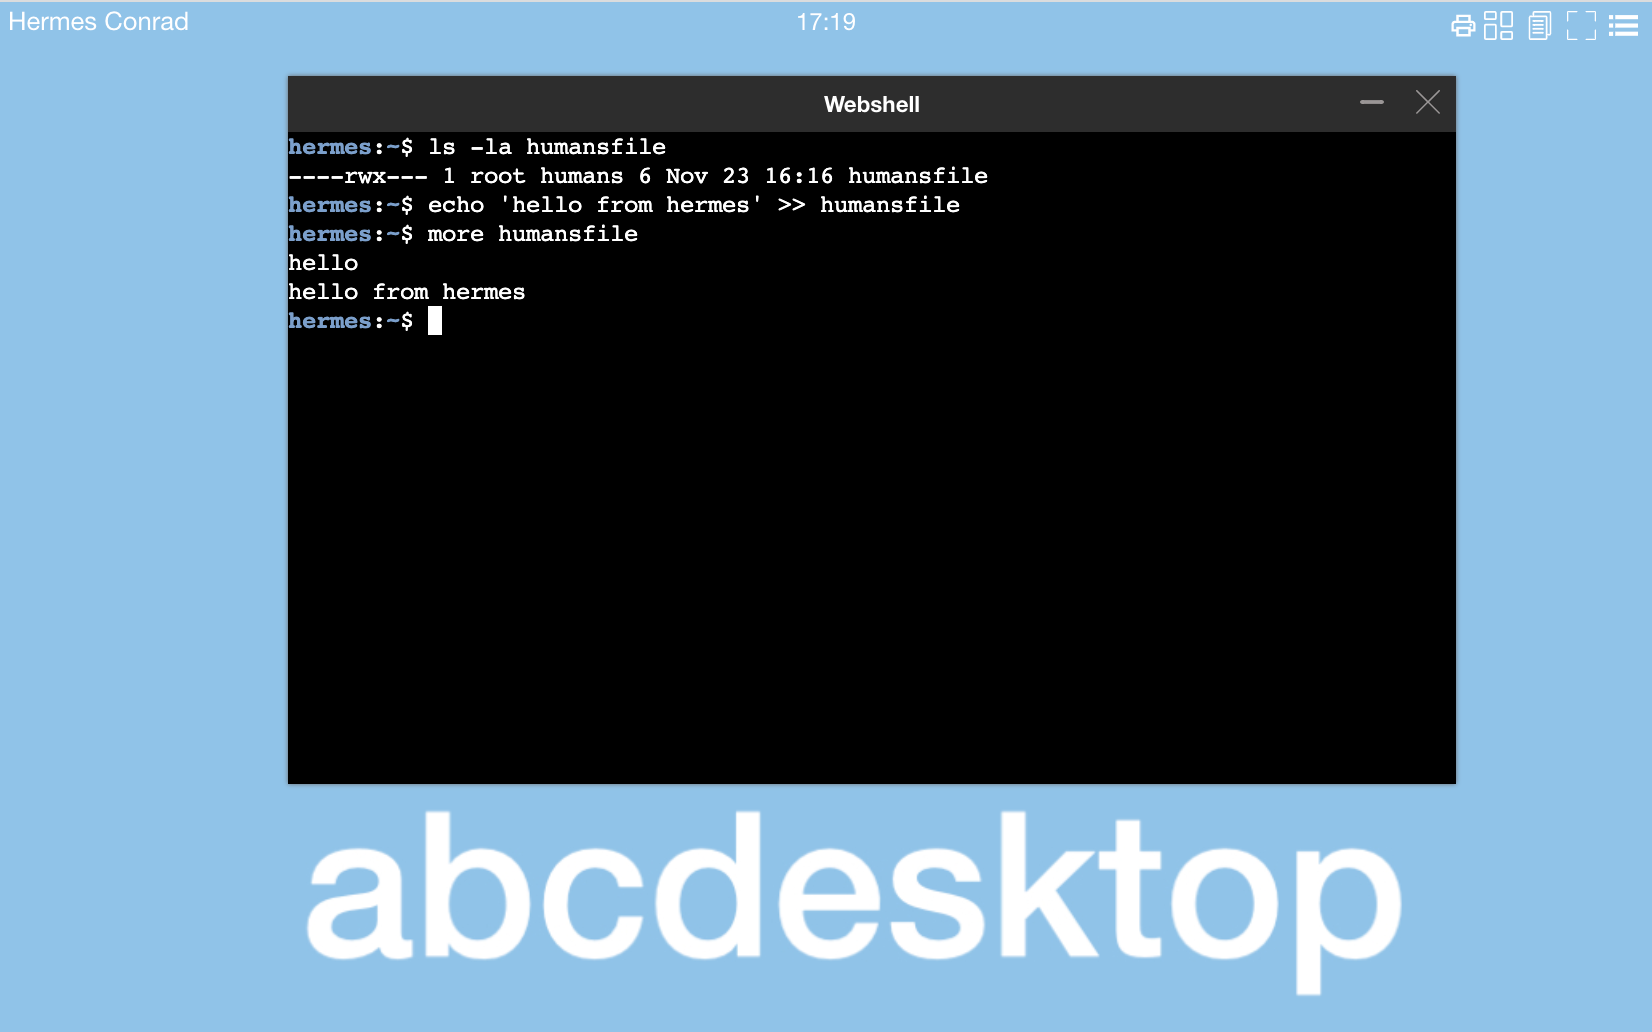 Hermes Conrad
17:19
Webshell
hermes:~$ ls -la humansfile
----rwx--- 1 root humans 6 Nov 23 16:16 humansfile
hermes:~$ echo 'hello from hermes' >> humansfile
hermes:~$ more humansfile
hello
hello from hermes
hermes:~$
abcdesktop